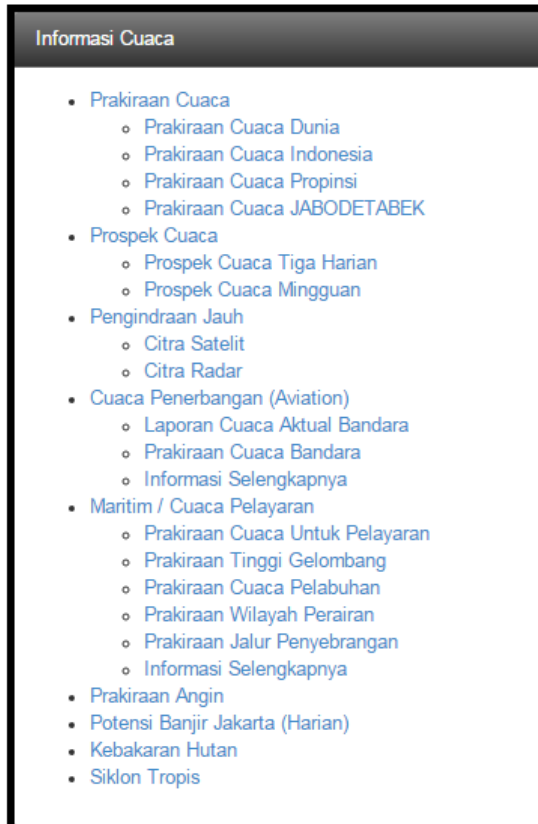 Informasi Cuaca
Prakiraan Cuaca
Prakiraan Cuaca Dunia
Prakiraan Cuaca Indonesia
Prakiraan Cuaca Propinsi
Prakiraan Cuaca JABODETABEK
Prospek Cuaca
Prospek Cuaca Tiga Harian
Prospek Cuaca Mingguan
Pengindraan Jauh
Citra Satelit
Citra Radar
Cuaca Penerbangan (Aviation)
Laporan Cuaca Aktual Bandara
Prakiraan Cuaca Bandara
Informasi Selengkapnya
Maritim / Cuaca Pelayaran
Prakiraan Cuaca Untuk Pelayaran
Prakiraan Tinggi Gelombang
Prakiraan Cuaca Pelabuhan
Prakiraan Wilayah Perairan
Prakiraan Jalur Penyebrangan
Informasi Selengkapnya
Prakiraan Angin
Potensi Banjir Jakarta (Harian)
Kebakaran Hutan
Siklon Tropis